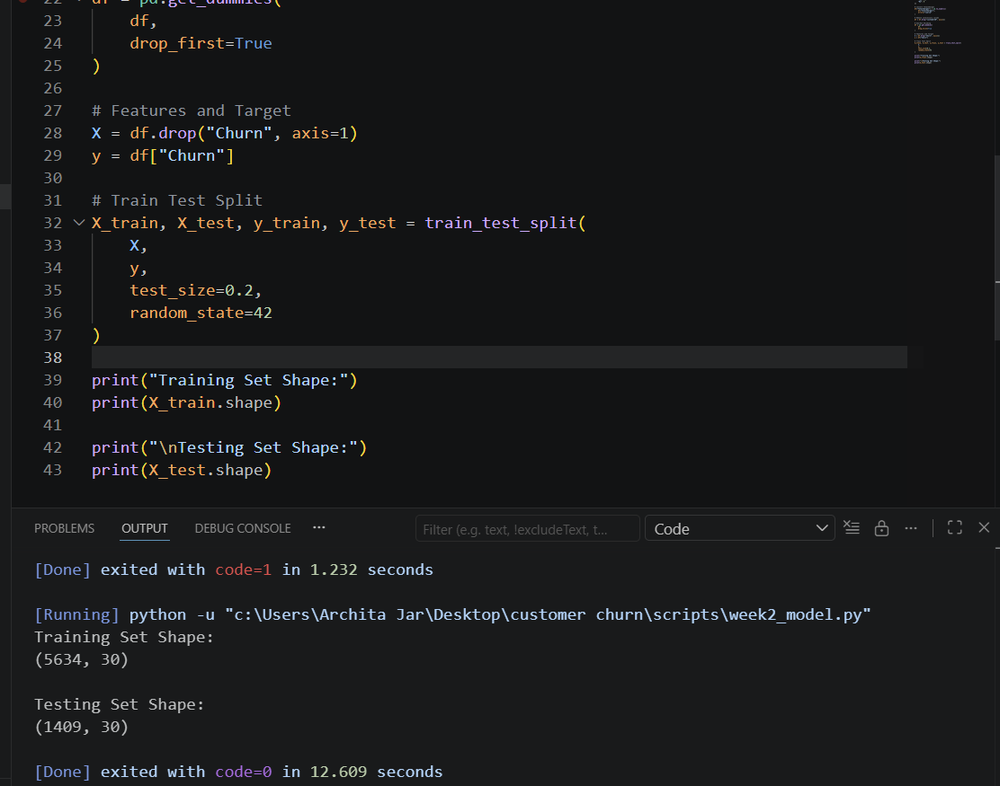 22 df = pd.get_dummies(
23 df,
24 drop_first=True
25 )
26
27 # Features and Target
28 X = df.drop("Churn", axis=1)
29 y = df["Churn"]
30
31 # Train Test Split
32 X_train, X_test, y_train, y_test = train_test_split(
33 X,
34 y,
35 test_size=0.2,
36 random_state=42
37 )
38
39 print("Training Set Shape:")
40 print(X_train.shape)
41
42 print("\nTesting Set Shape:")
43 print(X_test.shape)
PROBLEMS OUTPUT DEBUG CONSOLE ··· Filter (e.g. text, !excludeText, t... Code ···
[Done] exited with code=1 in 1.232 seconds
[Running] python -u "c:\Users\Archita Jar\Desktop\customer churn\scripts\week2_model.py"
Training Set Shape:
(5634, 30)
Testing Set Shape:
(1409, 30)
[Done] exited with code=0 in 12.609 seconds